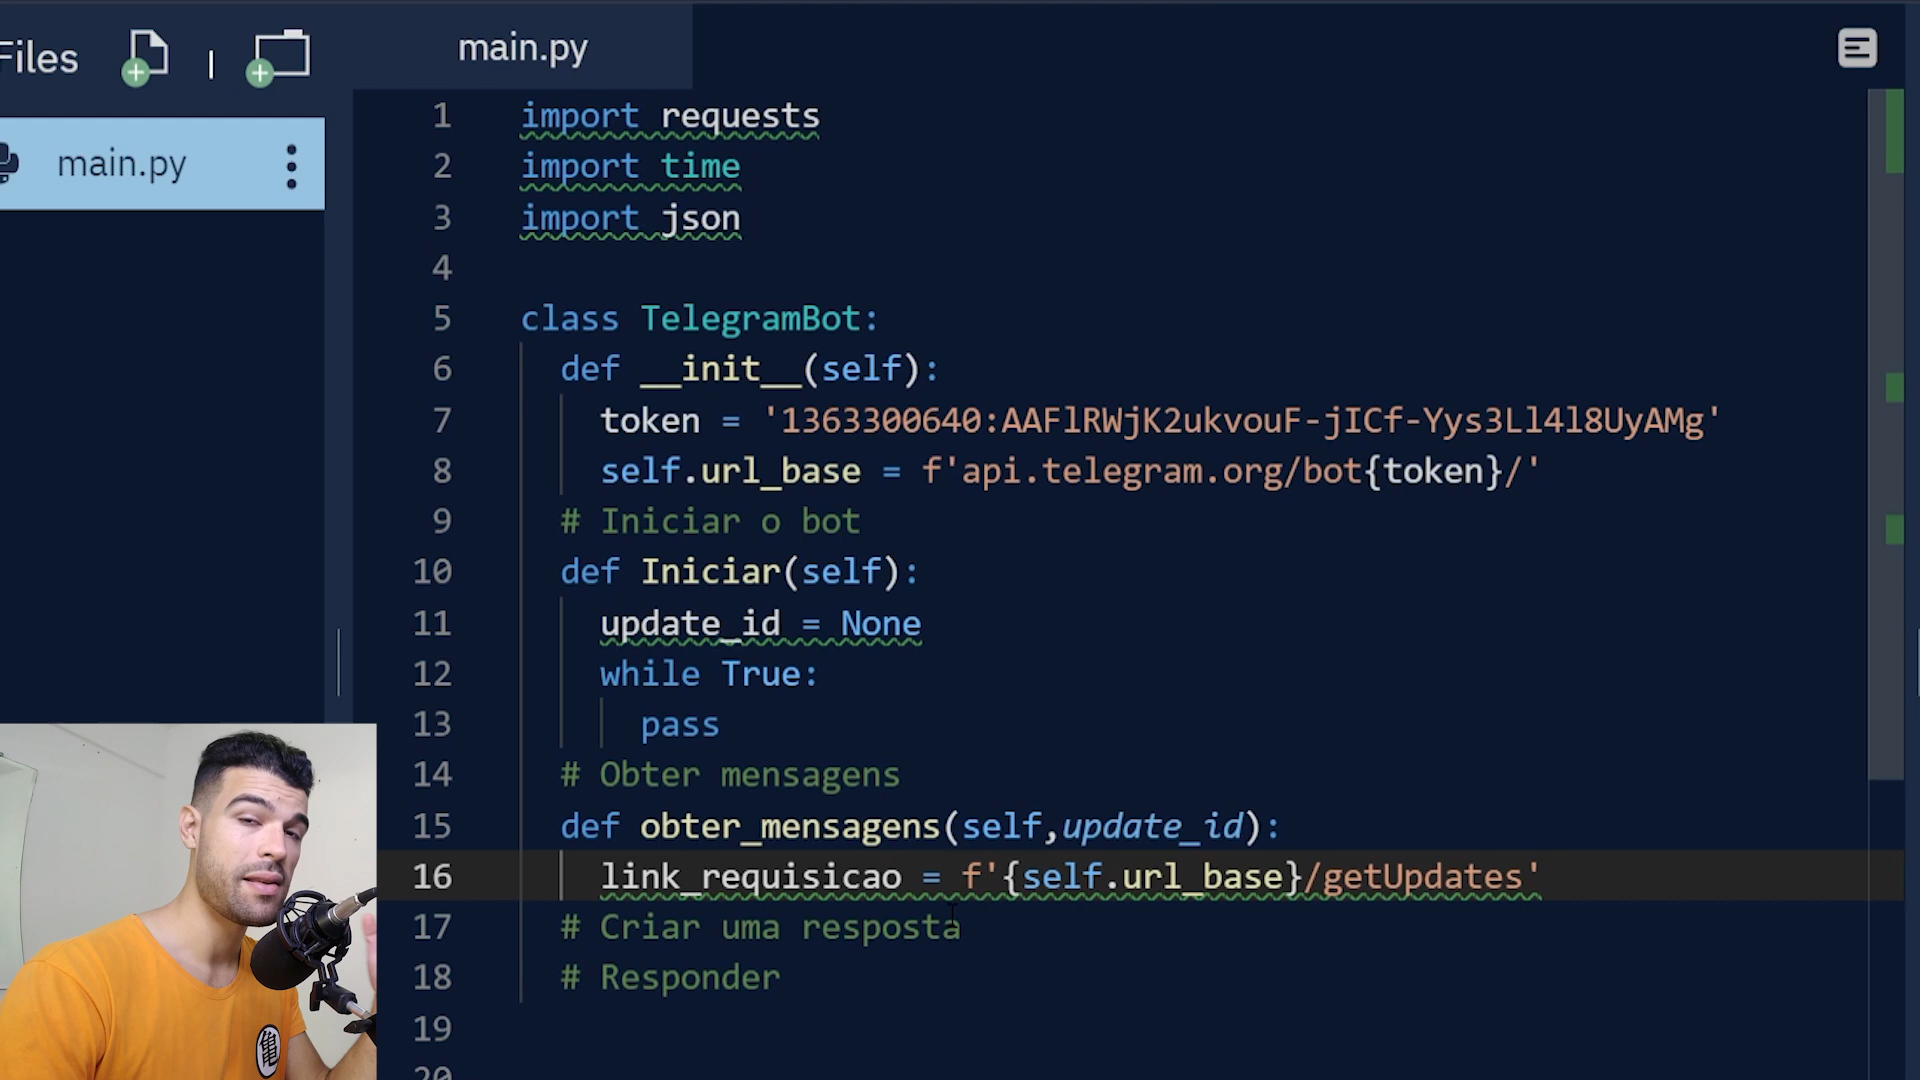 Files
main.py
main.py
1 import requests
2 import time
3 import json
4
5 class TelegramBot:
6 def __init__(self):
7 token = '1363300640:AAFlRWjK2ukvouF-jICf-Yys3Ll4l8UyAMg'
8 self.url_base = f'api.telegram.org/bot{token}/'
9 # Iniciar o bot
10 def Iniciar(self):
11 update_id = None
12 while True:
13 pass
14 # Obter mensagens
15 def obter_mensagens(self,update_id):
16 link_requisicao = f'{self.url_base}/getUpdates'
17 # Criar uma resposta
18 # Responder
19
20
亀